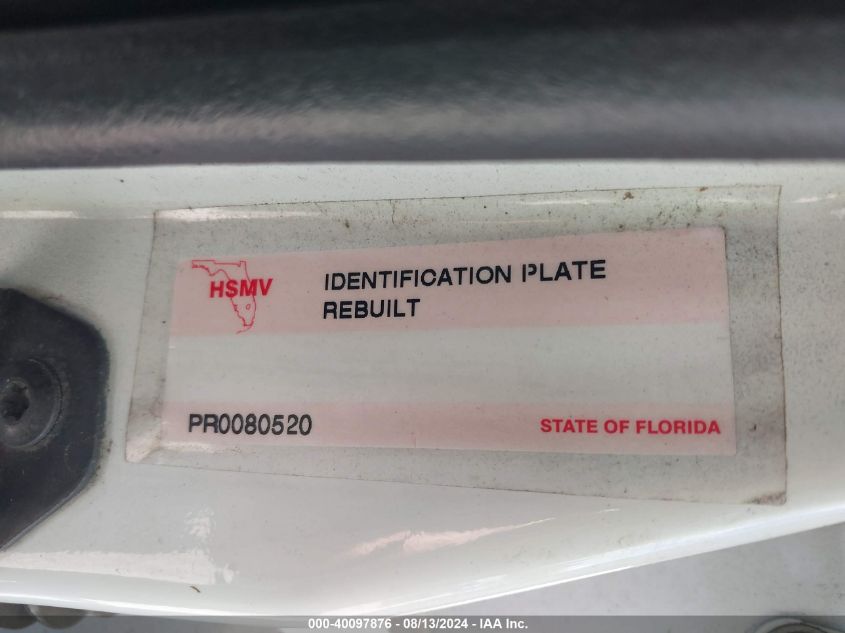 HSMV
IDENTIFICATION PLATE
REBUILT
PR0080520
STATE OF FLORIDA
000-40097876 - 08/13/2024 - IAA Inc.